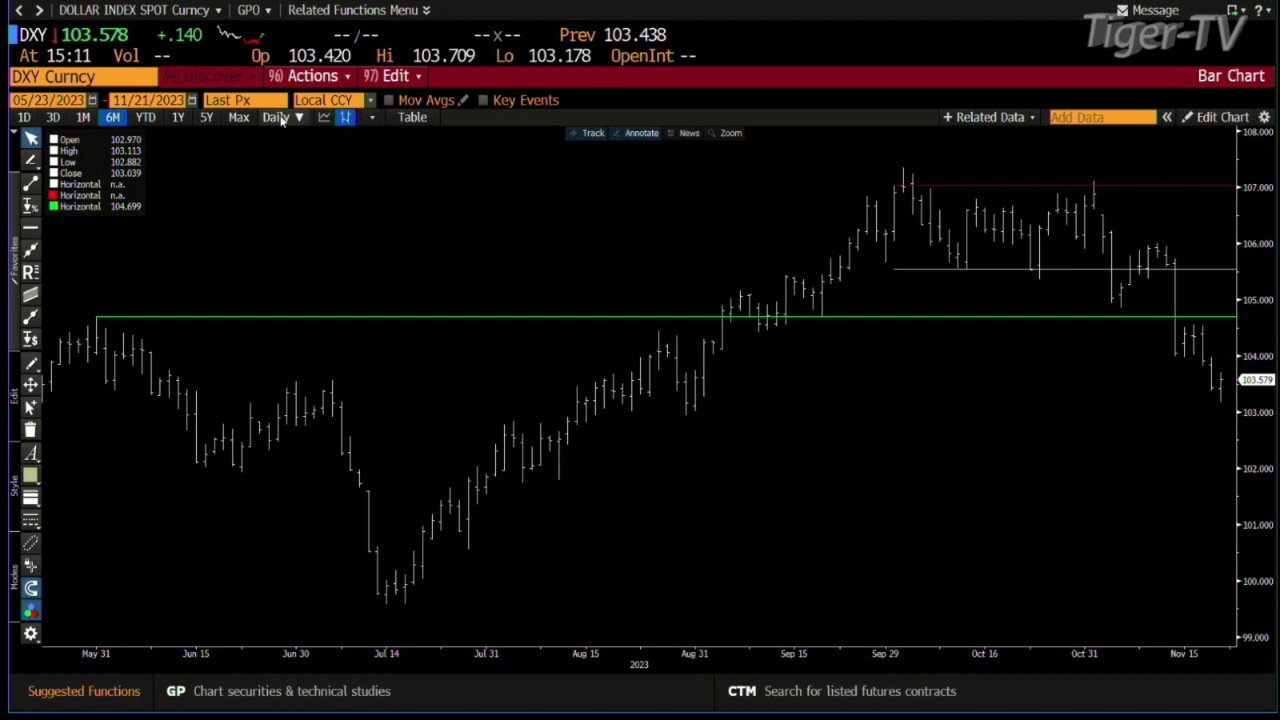 < > DOLLAR INDEX SPOT Curncy ▾ GPO ▾ Related Functions Menu Message ?
DXY ↓103.578 +.140 --/-- --x-- Prev 103.438
At 15:11 Vol -- Op 103.420 Hi 103.709 Lo 103.178 OpenInt --
Tiger-TV
DXY Curncy 94) Discover 96) Actions 97) Edit Bar Chart
05/23/2023 - 11/21/2023 Last Px Local CCY Mov Avgs Key Events
1D 3D 1M 6M YTD 1Y 5Y Max Daily ▼ Table + Related Data Add Data « Edit Chart
Track Annotate News Zoom
Open 102.970
High 103.113
Low 102.882
Close 103.039
Horizontal n.a.
Horizontal n.a.
Horizontal 104.699
108.000
107.000
106.000
105.000
104.000
103.579
103.000
102.000
101.000
100.000
99.000
Favorites
Edit
Style
Modes
May 31 Jun 15 Jun 30 Jul 14 Jul 31 Aug 15 Aug 31 Sep 15 Sep 29 Oct 16 Oct 31 Nov 15
2023
Suggested Functions GP Chart securities & technical studies CTM Search for listed futures contracts